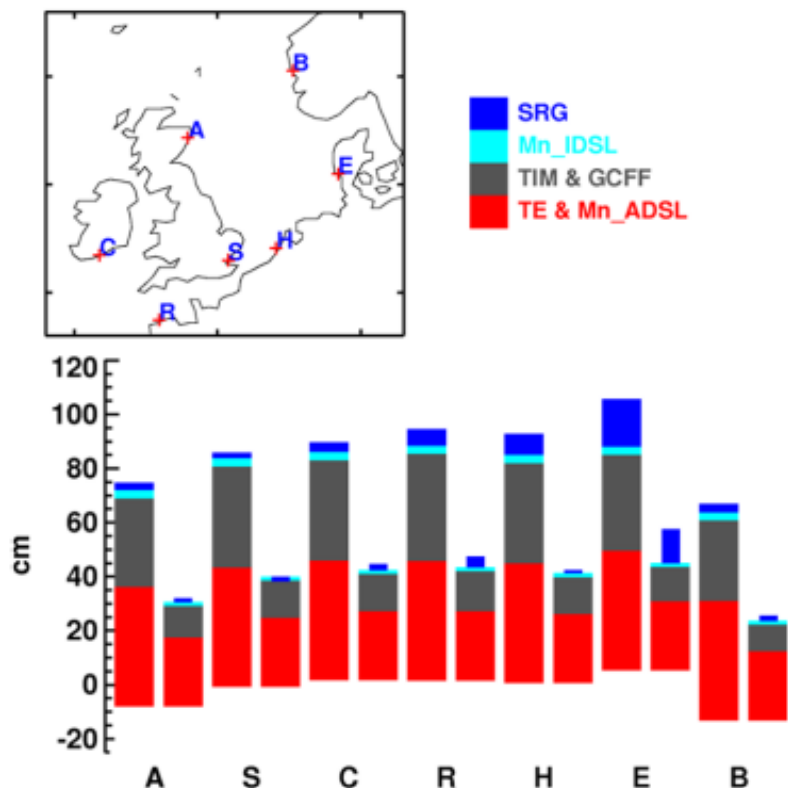 B
A
E
C
S
H
R
SRG
Mn_IDSL
TIM & GCFF
TE & Mn_ADSL
120
100
80
60
40
20
0
-20
cm
A S C R H E B